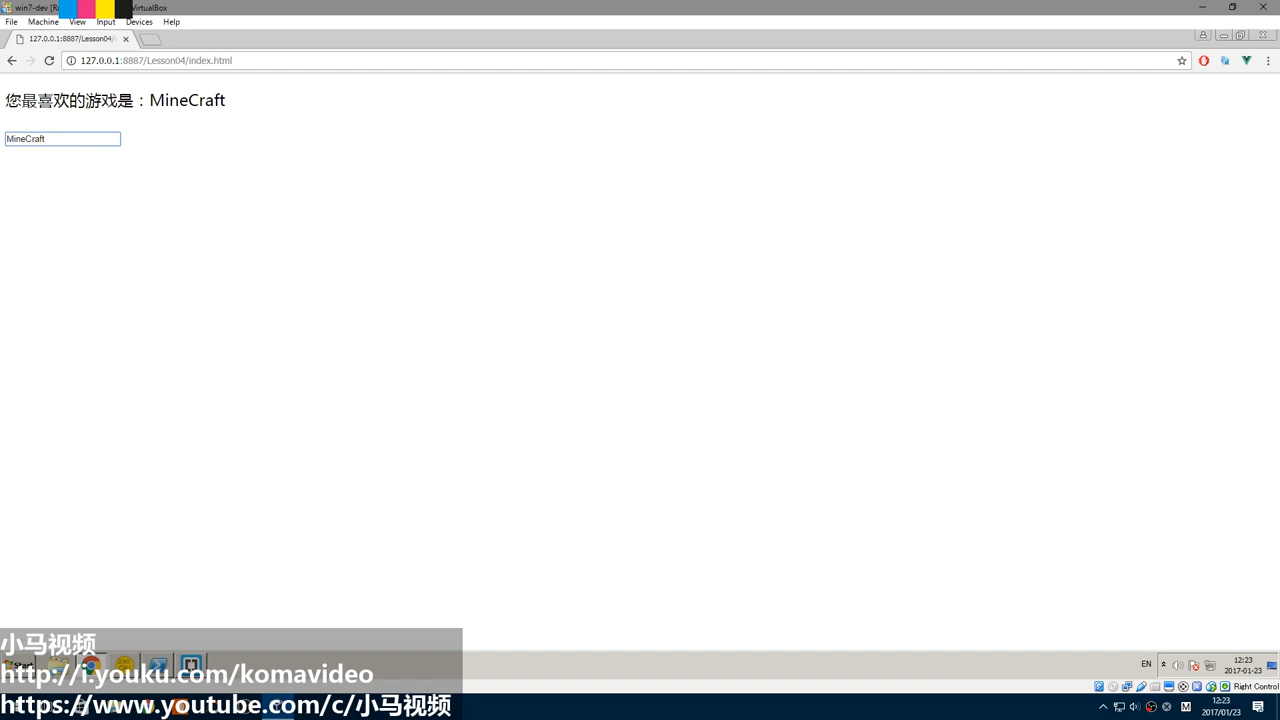 win7-dev [R
VirtualBox
File Machine View Input Devices Help
127.0.0.1:8887/Lesson04/
127.0.0.1:8887/Lesson04/index.html
您最喜欢的游戏是：MineCraft
MineCraft
小马视频
http://i.youku.com/komavideo
https://www.youtube.com/c/小马视频
Start
EN
12:23
2017-01-23
Right Control
M
12:23
2017/01/23